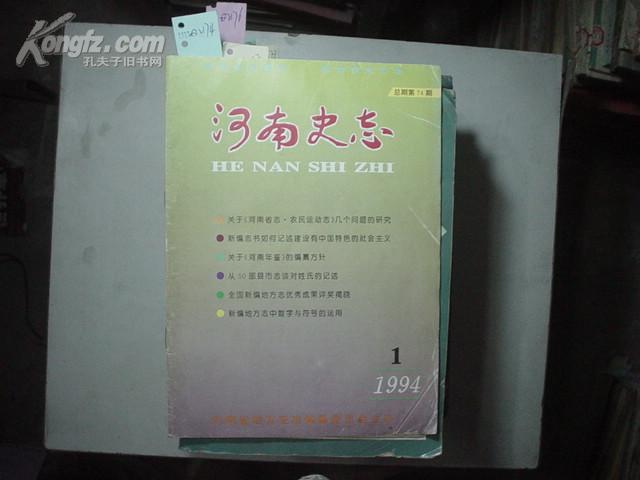 Kongfz.com
孔夫子旧书网
总期第74期
河南史志
HE NAN SHI ZHI
关于《河南省志·农民运动志》几个问题的研究
新编志书如何记述建设有中国特色的社会主义
关于《河南年鉴》的编纂方针
从50部县市志谈对姓氏的记述
全国新编地方志优秀成果评奖揭晓
新编地方志中数字与符号的运用
1
1994